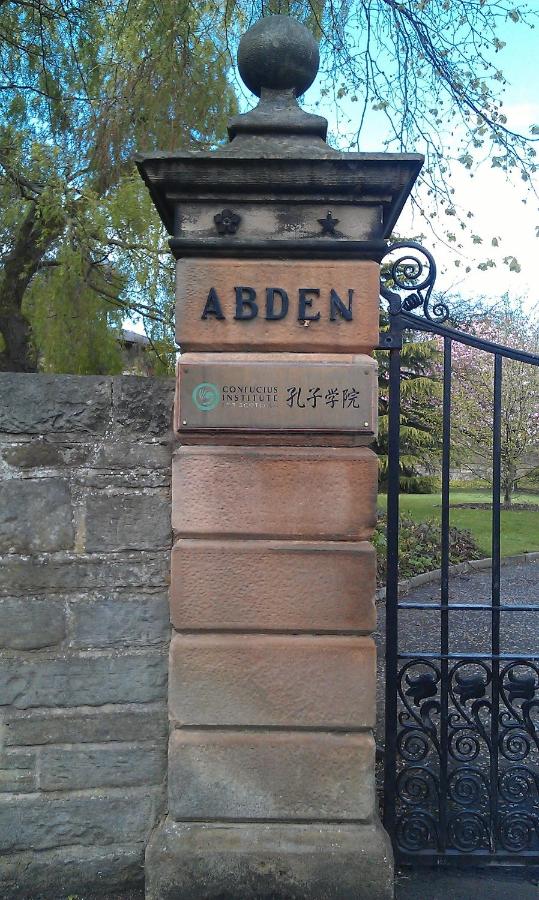 ABDEN
CONFUCIUS
INSTITUTE
孔子学院